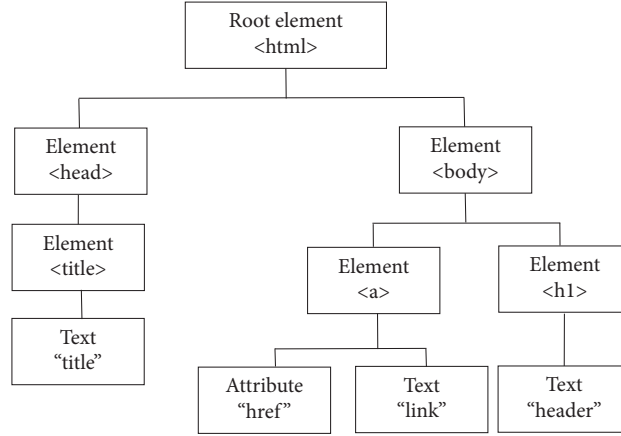 Root element
<html>
Element
<head>
Element
<body>
Element
<title>
Element
<a>
Element
<h1>
Text
“title”
Attribute
“href”
Text
“link”
Text
“header”